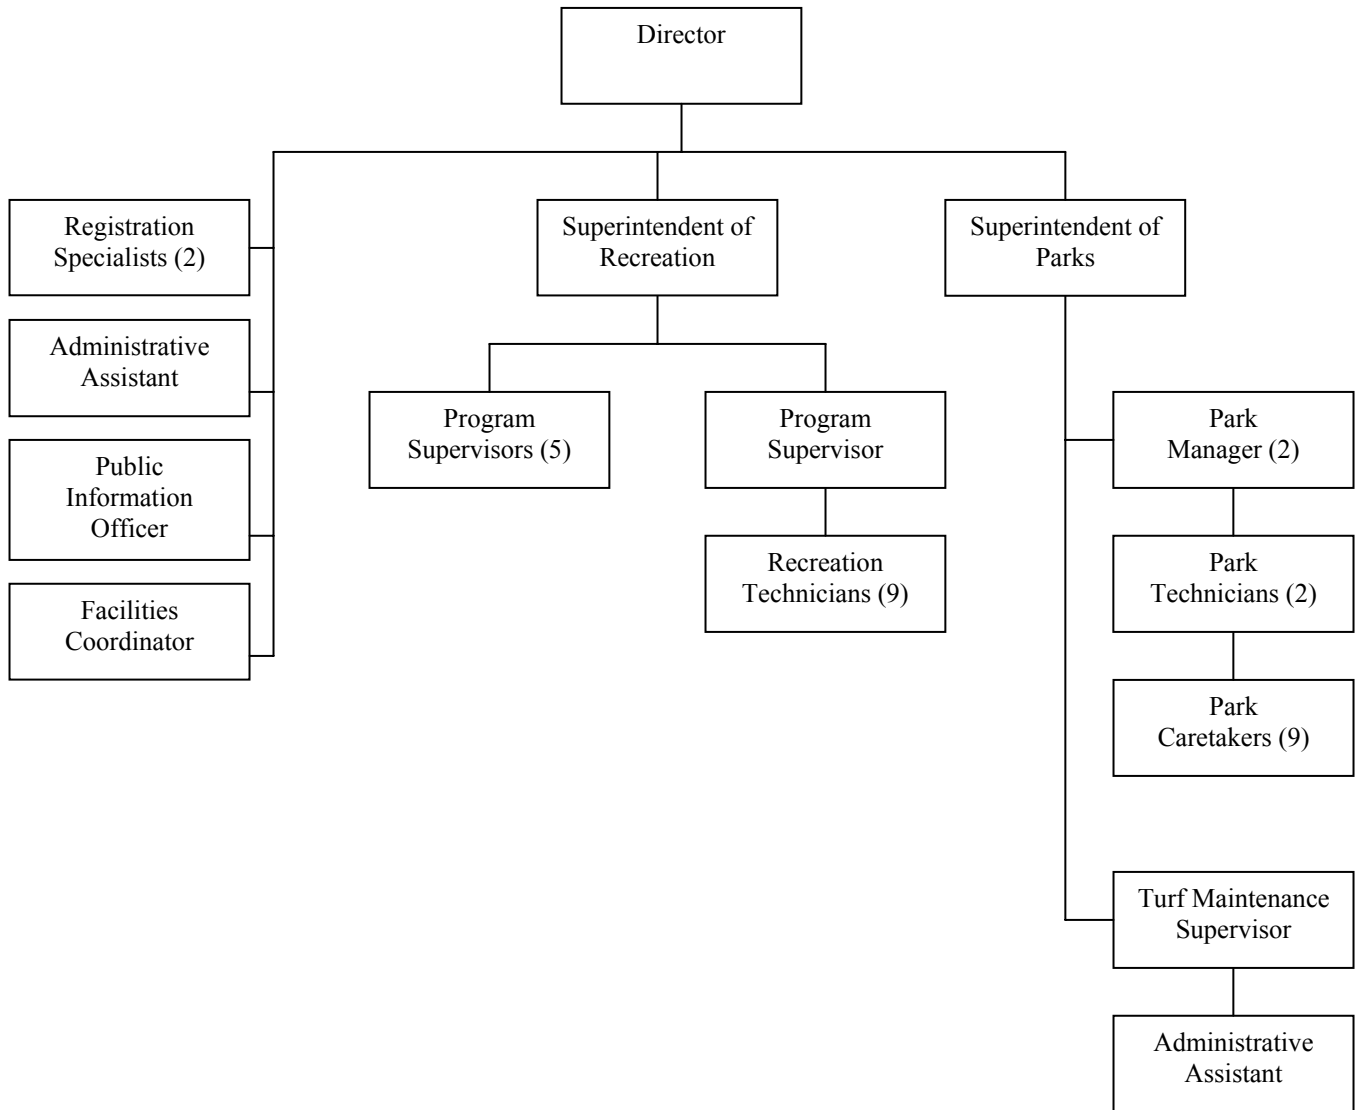 Director
Registration
Specialists (2)
Administrative
Assistant
Public
Information
Officer
Facilities
Coordinator
Superintendent of
Recreation
Program
Supervisors (5)
Program
Supervisor
Recreation
Technicians (9)
Superintendent of
Parks
Park
Manager (2)
Park
Technicians (2)
Park
Caretakers (9)
Turf Maintenance
Supervisor
Administrative
Assistant